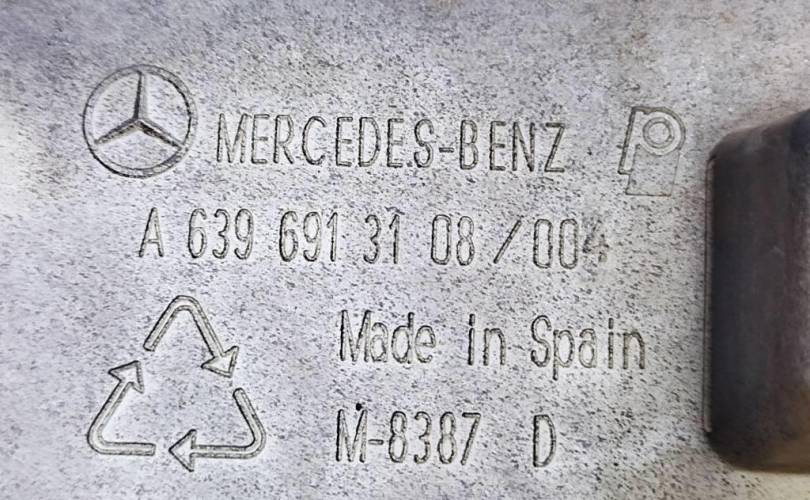 MERCEDES-BENZ
A 639 691 31 08 /004
Made in Spain
M-8387 D